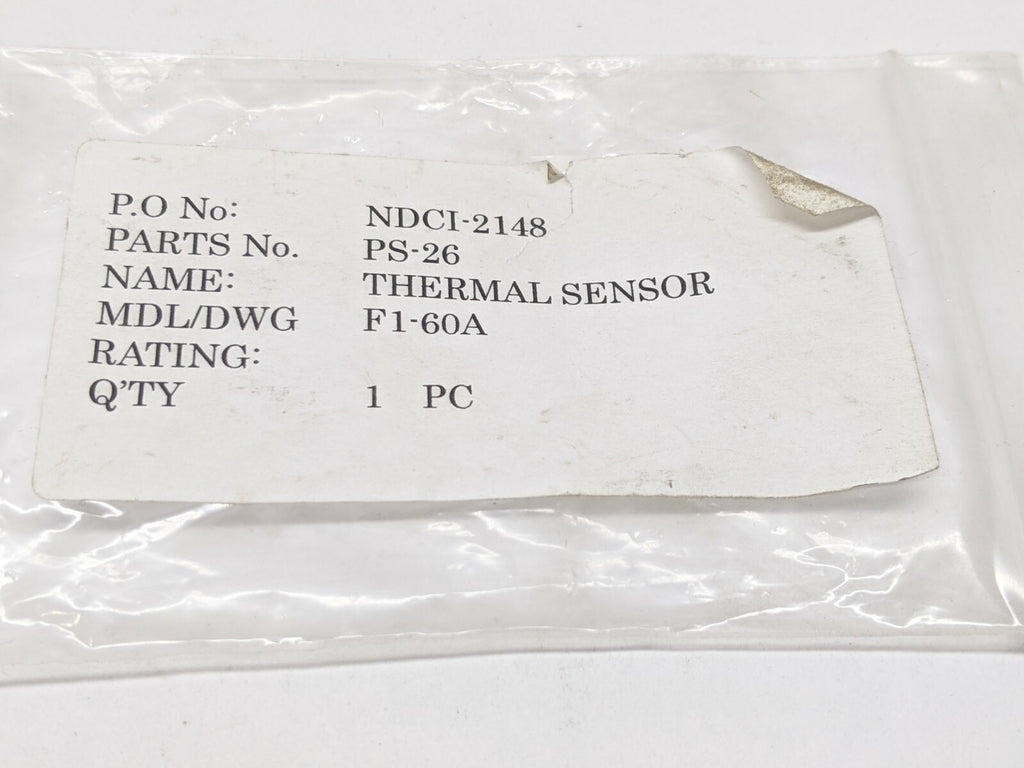 P.O No: NDCI-2148
PARTS No. PS-26
NAME: THERMAL SENSOR
MDL/DWG F1-60A
RATING:
Q'TY 1 PC